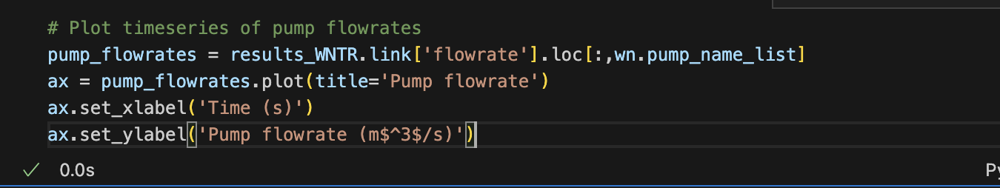 # Plot timeseries of pump flowrates
pump_flowrates = results_WNTR.link['flowrate'].loc[:,wn.pump_name_list]
ax = pump_flowrates.plot(title='Pump flowrate')
ax.set_xlabel('Time (s)')
ax.set_ylabel('Pump flowrate (m$^3$/s)')
0.0s